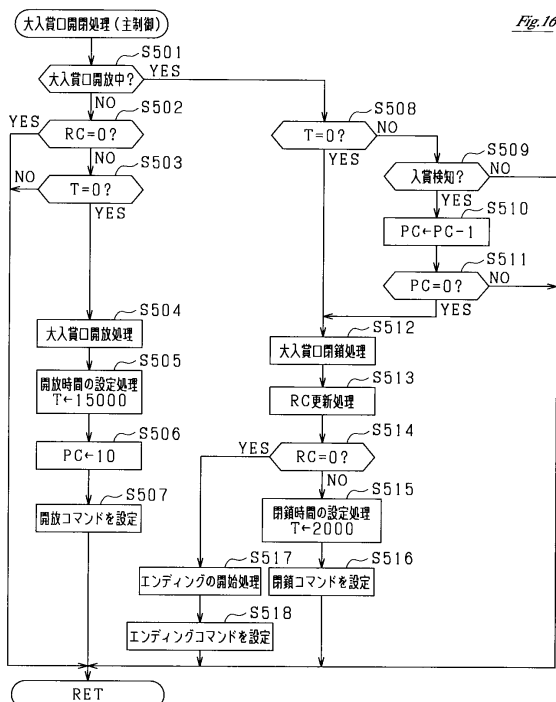 Fig.16
大入賞口開閉処理(主制御)
S501
大入賞口開放中?
YES
NO
S502
YES
RC=0?
NO
S503
NO
T=0?
YES
S504
大入賞口開放処理
S505
開放時間の設定処理
T←15000
S506
PC←10
S507
開放コマンドを設定
S508
T=0?
NO
YES
S509
入賞検知?
NO
YES
S510
PC←PC-1
S511
PC=0?
NO
YES
S512
大入賞口閉鎖処理
S513
RC更新処理
S514
YES
RC=0?
NO
S515
閉鎖時間の設定処理
T←2000
S516
閉鎖コマンドを設定
S517
エンディングの開始処理
S518
エンディングコマンドを設定
RET